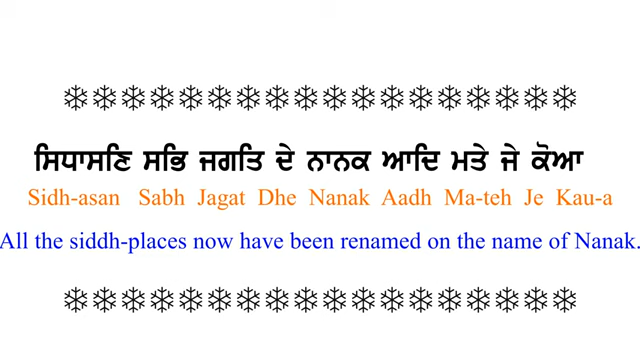 ਸਿਧਾਸਣਿ ਸਭਿ ਜਗਤਿ ਦੇ ਨਾਨਕ ਆਦਿ ਮਤੇ ਜੇ ਕੋਆ
Sidh-asan Sabh Jagat Dhe Nanak Aadh Ma-teh Je Kau-a
All the siddh-places now have been renamed on the name of Nanak.